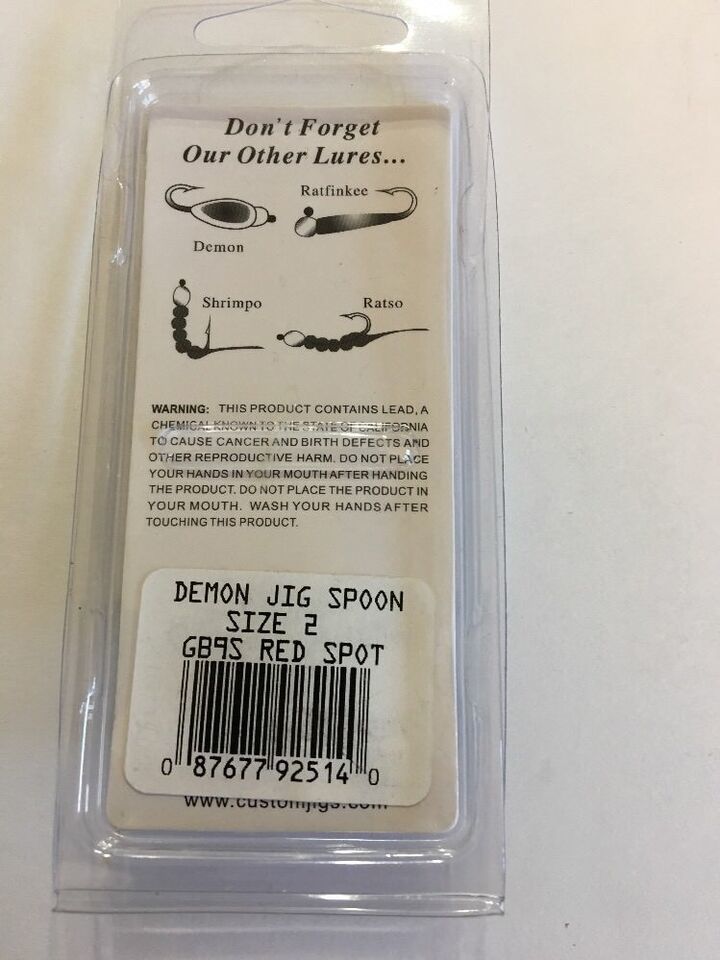 Don't Forget
Our Other Lures...
Ratfinkee
Demon
Shrimpo
Ratso
WARNING: THIS PRODUCT CONTAINS LEAD, A
CHEMICAL KNOWN TO THE STATE OF CALIFORNIA
TO CAUSE CANCER AND BIRTH DEFECTS AND
OTHER REPRODUCTIVE HARM. DO NOT PLACE
YOUR HANDS IN YOUR MOUTH AFTER HANDING
THE PRODUCT. DO NOT PLACE THE PRODUCT IN
YOUR MOUTH. WASH YOUR HANDS AFTER
TOUCHING THIS PRODUCT.
DEMON JIG SPOON
SIZE 2
GB9S RED SPOT
0 87677 92514 0
www.customjigs.com